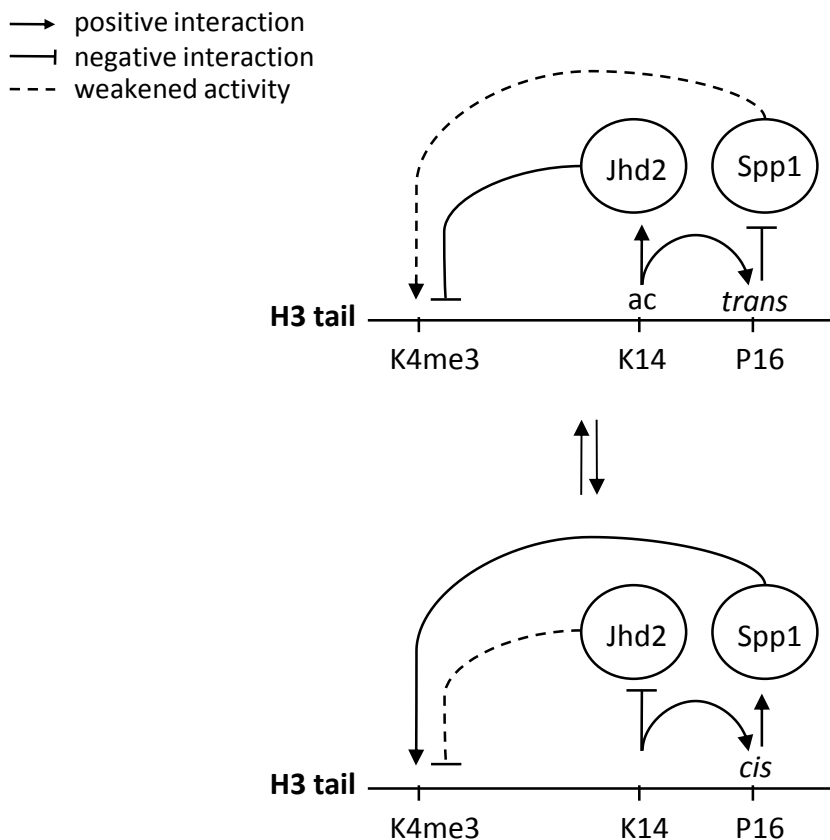 positive interaction
negative interaction
weakened activity
Jhd2 Spp1
ac trans
H3 tail
K4me3 K14 P16
Jhd2 Spp1
cis
H3 tail
K4me3 K14 P16